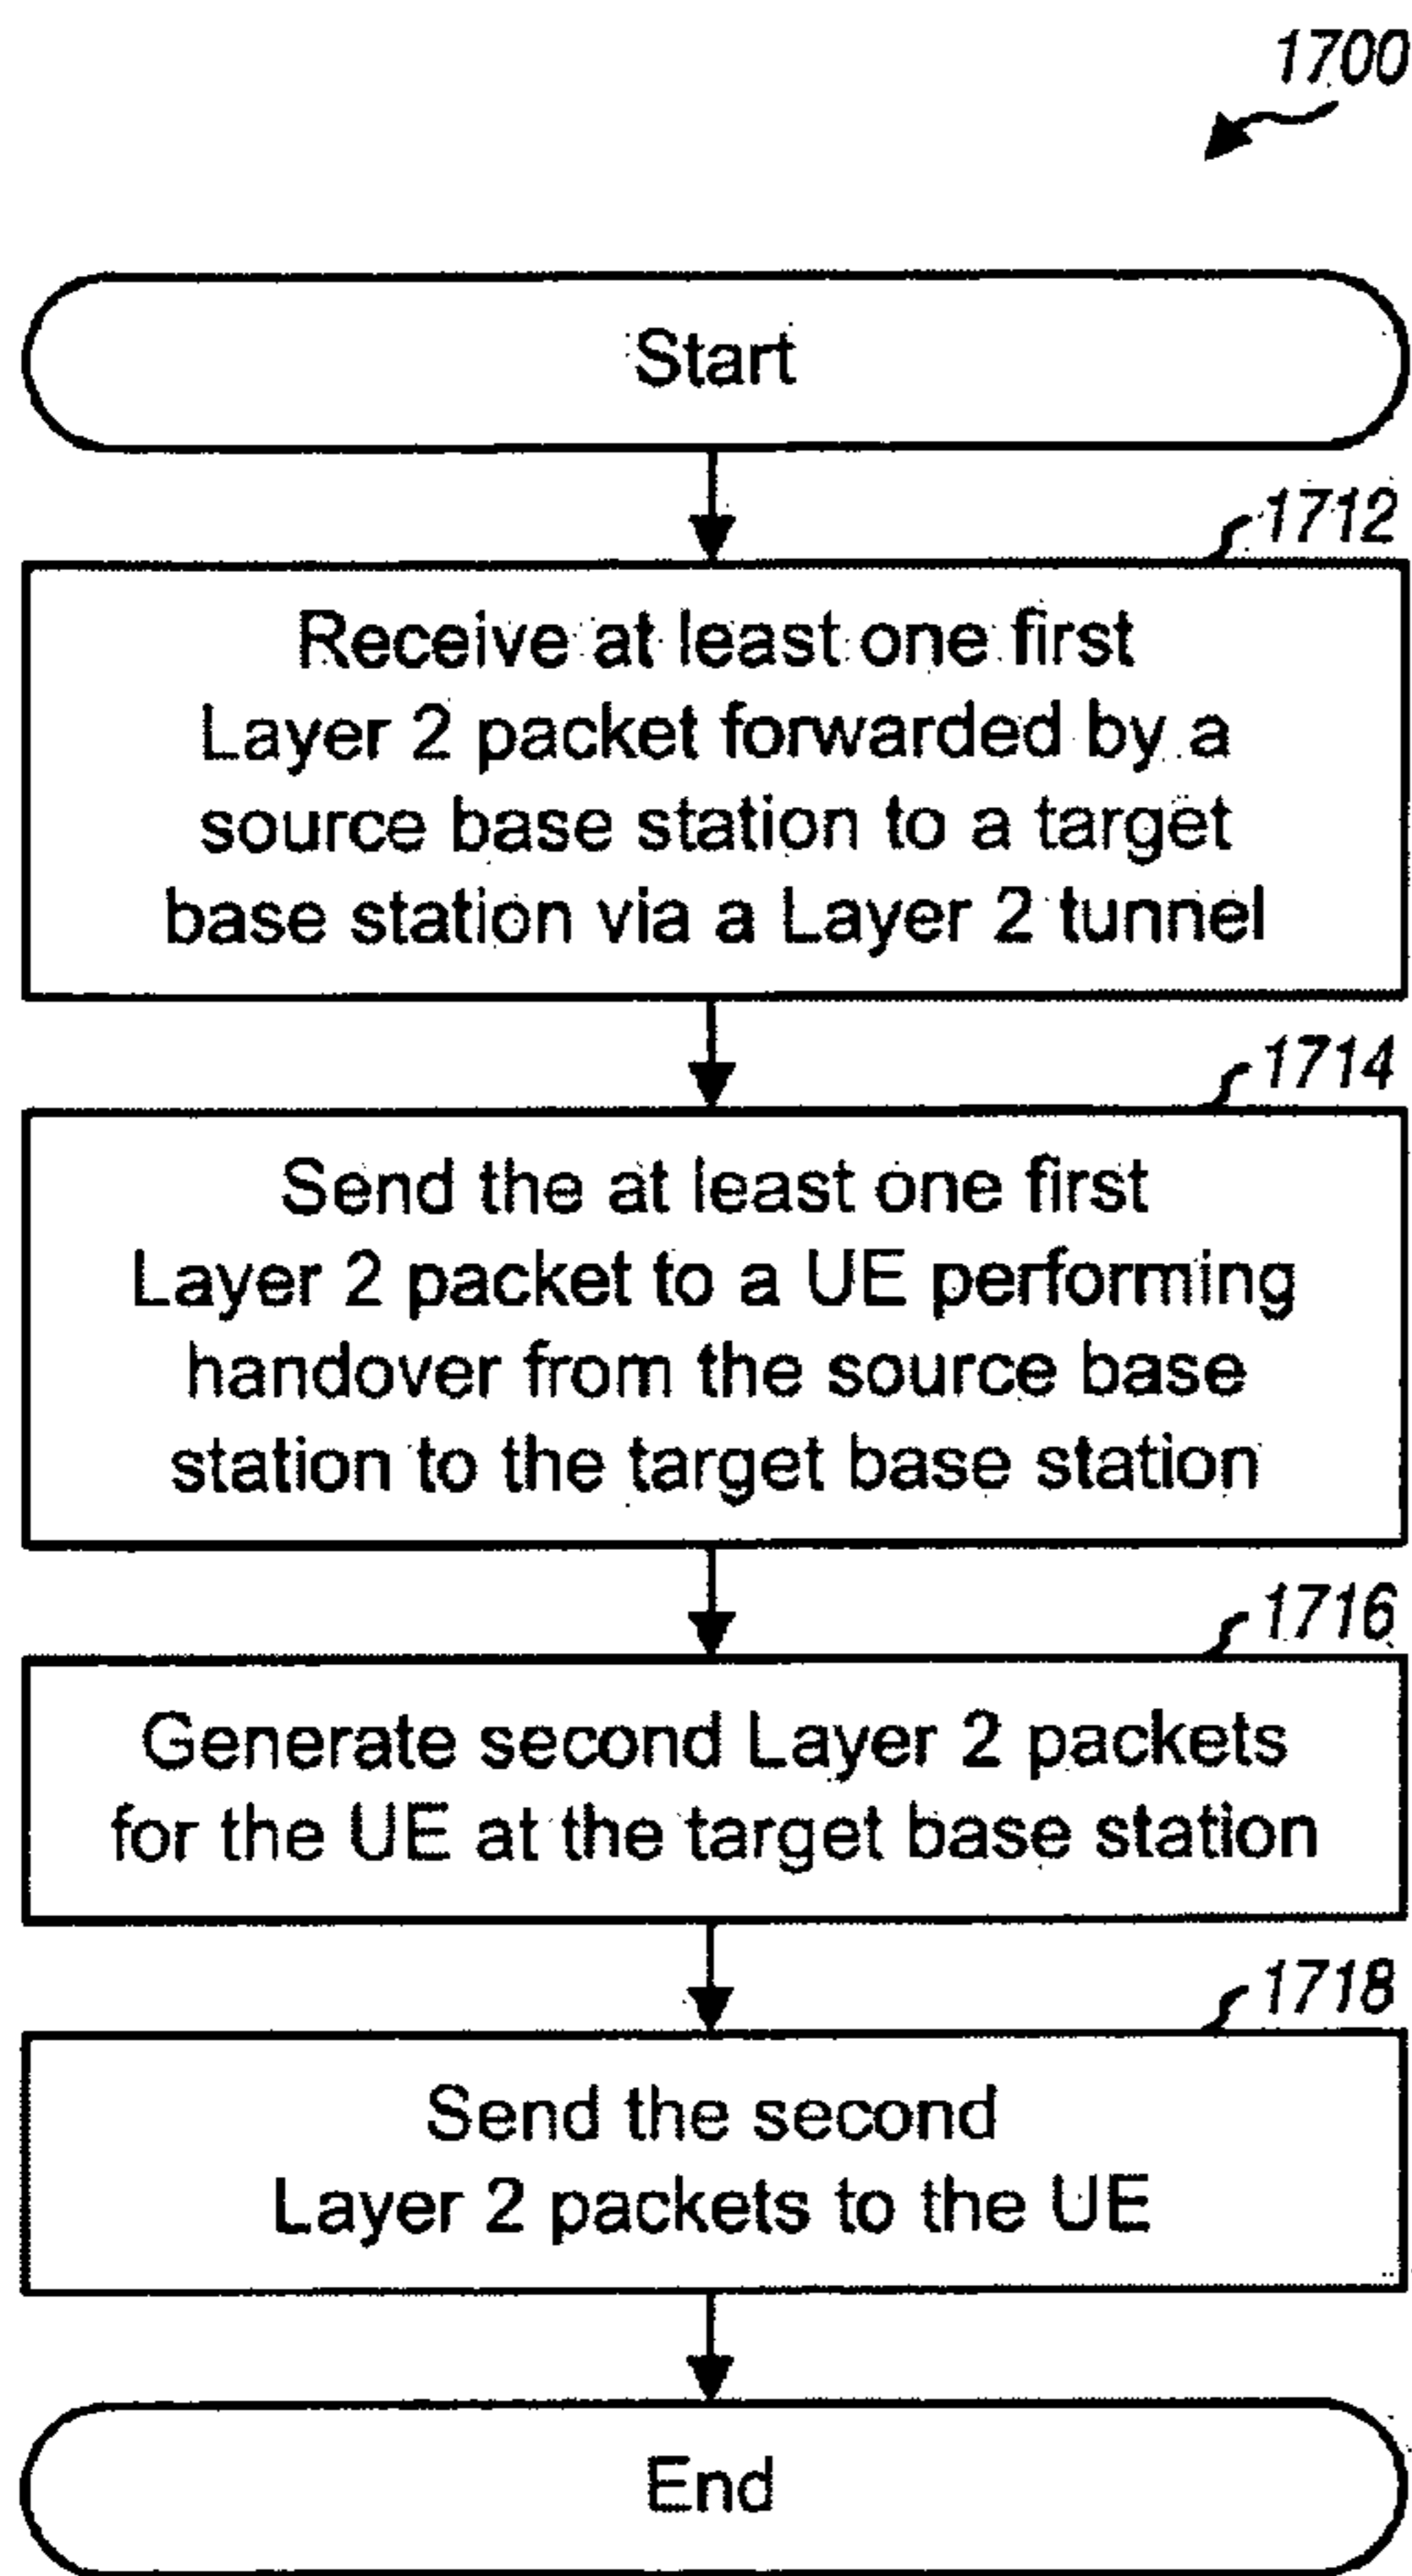 1700
Start
1712
Receive at least one first
Layer 2 packet forwarded by a
source base station to a target
base station via a Layer 2 tunnel
1714
Send the at least one first
Layer 2 packet to a UE performing
handover from the source base
station to the target base station
1716
Generate second Layer 2 packets
for the UE at the target base station
1718
Send the second
Layer 2 packets to the UE
End